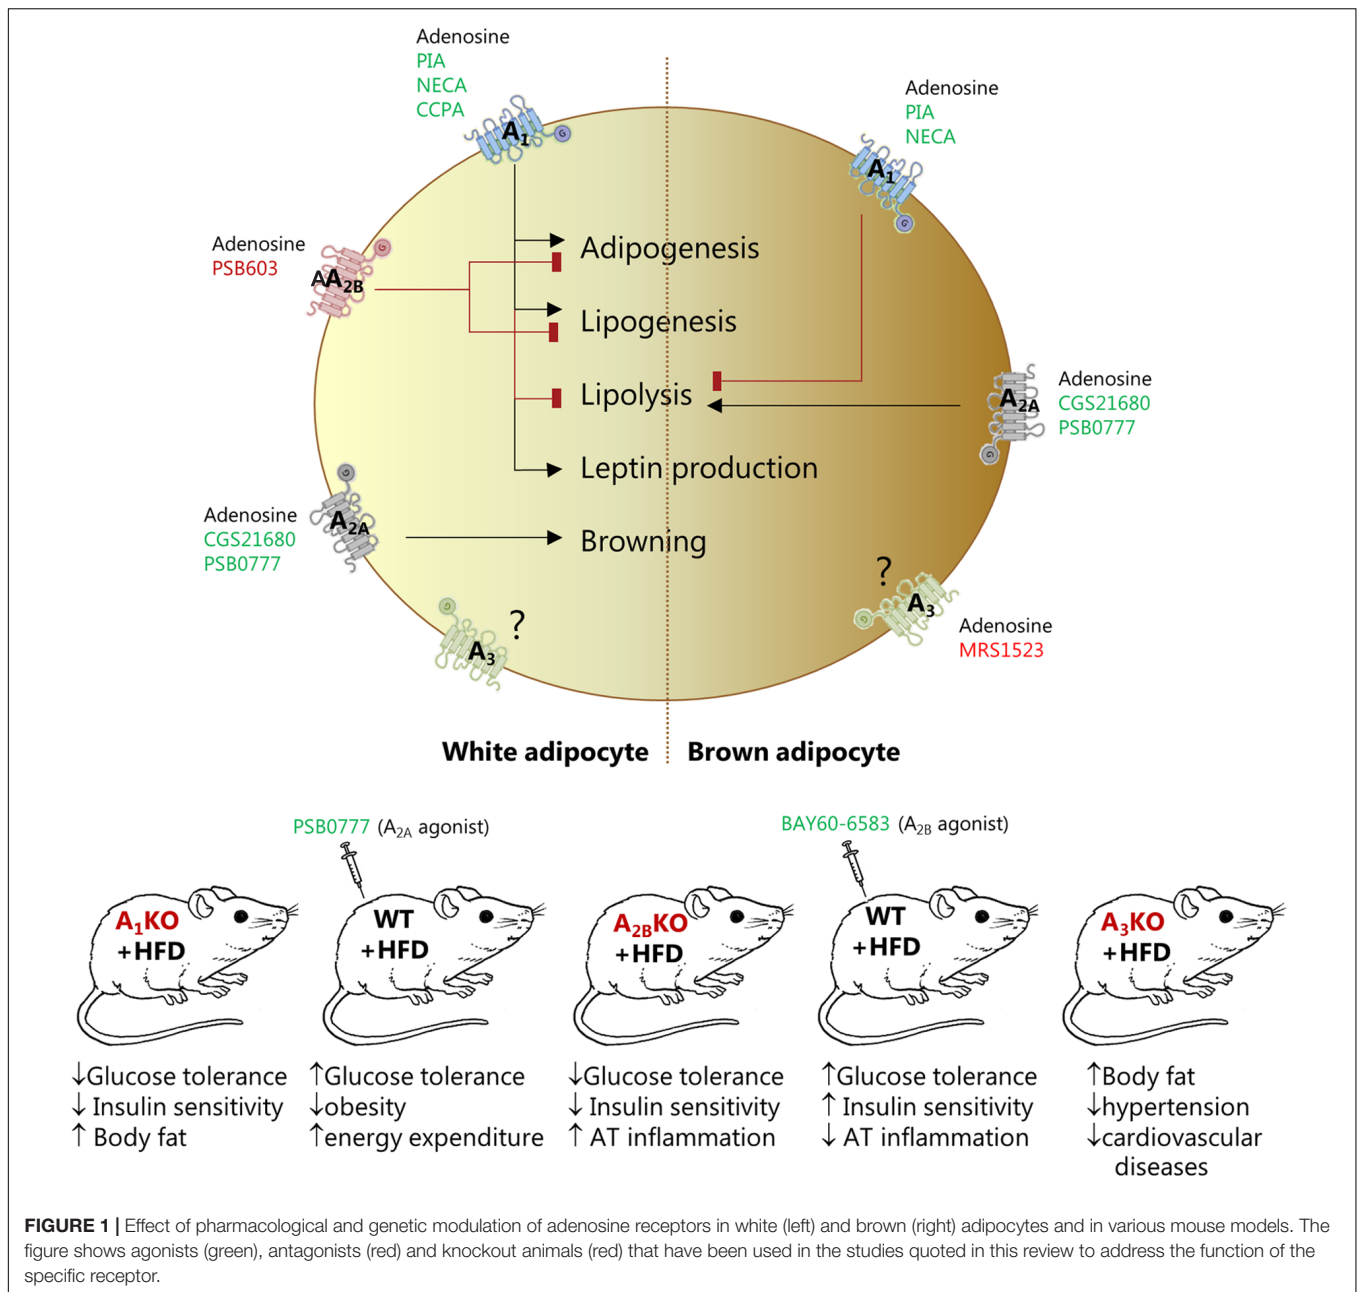 Adenosine
PIA
NECA
CCPA
A1
G
Adenosine
PIA
NECA
A1
G
Adenosine
PSB603
AA2B
G
Adipogenesis
Lipogenesis
Lipolysis
Leptin production
Browning
A2A
G
Adenosine
CGS21680
PSB0777
Adenosine
CGS21680
PSB0777
A2A
G
A3
G
?
?
A3
G
Adenosine
MRS1523
White adipocyte
Brown adipocyte
PSB0777 (A2A agonist)
BAY60-6583 (A2B agonist)
A1KO
+HFD
WT
+HFD
A2BKO
+HFD
WT
+HFD
A3KO
+HFD
↓Glucose tolerance
↓ Insulin sensitivity
↑ Body fat
↑Glucose tolerance
↓obesity
↑energy expenditure
↓Glucose tolerance
↓ Insulin sensitivity
↑ AT inflammation
↑Glucose tolerance
↑ Insulin sensitivity
↓ AT inflammation
↑Body fat
↓hypertension
↓cardiovascular
diseases
FIGURE 1 | Effect of pharmacological and genetic modulation of adenosine receptors in white (left) and brown (right) adipocytes and in various mouse models. The
figure shows agonists (green), antagonists (red) and knockout animals (red) that have been used in the studies quoted in this review to address the function of the
specific receptor.